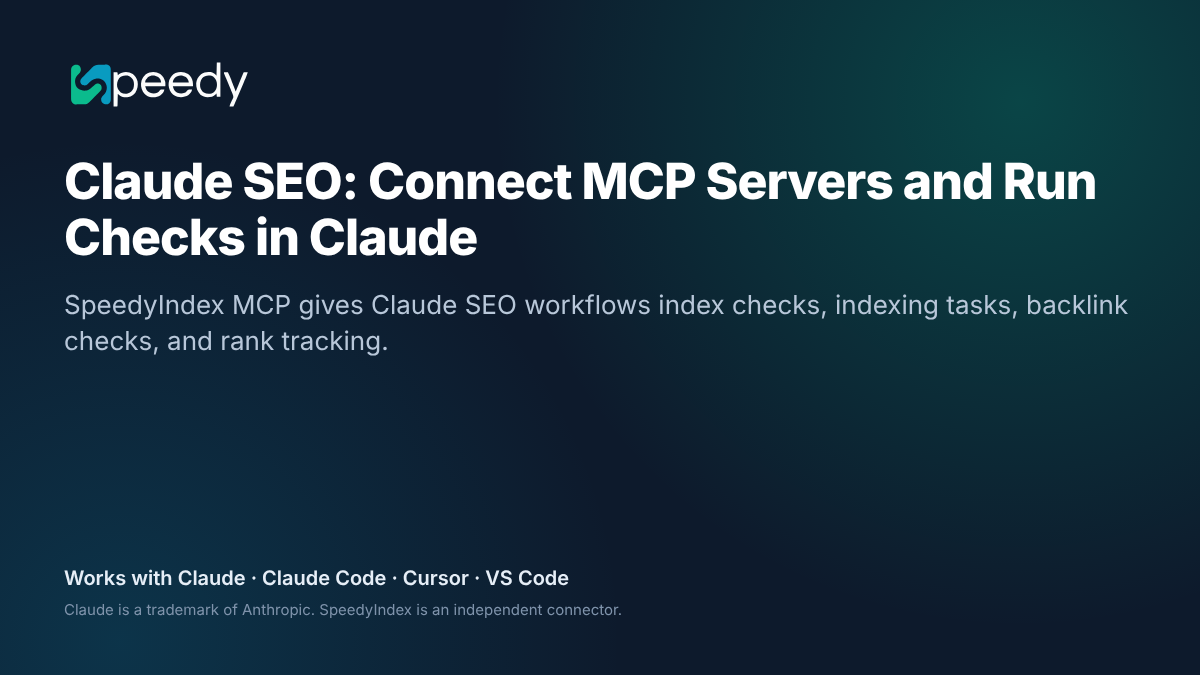 Speedy
Claude SEO: Connect MCP Servers and Run
Checks in Claude
SpeedyIndex MCP gives Claude SEO workflows index checks, indexing tasks, backlink
checks, and rank tracking.
Works with Claude · Claude Code · Cursor · VS Code
Claude is a trademark of Anthropic. SpeedyIndex is an independent connector.